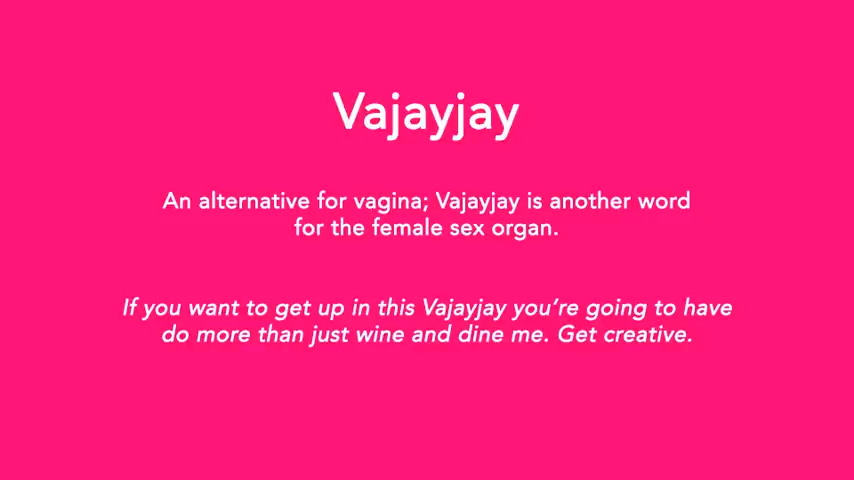 Vajayjay
An alternative for vagina; Vajayjay is another word
for the female sex organ.
If you want to get up in this Vajayjay you’re going to have
do more than just wine and dine me. Get creative.